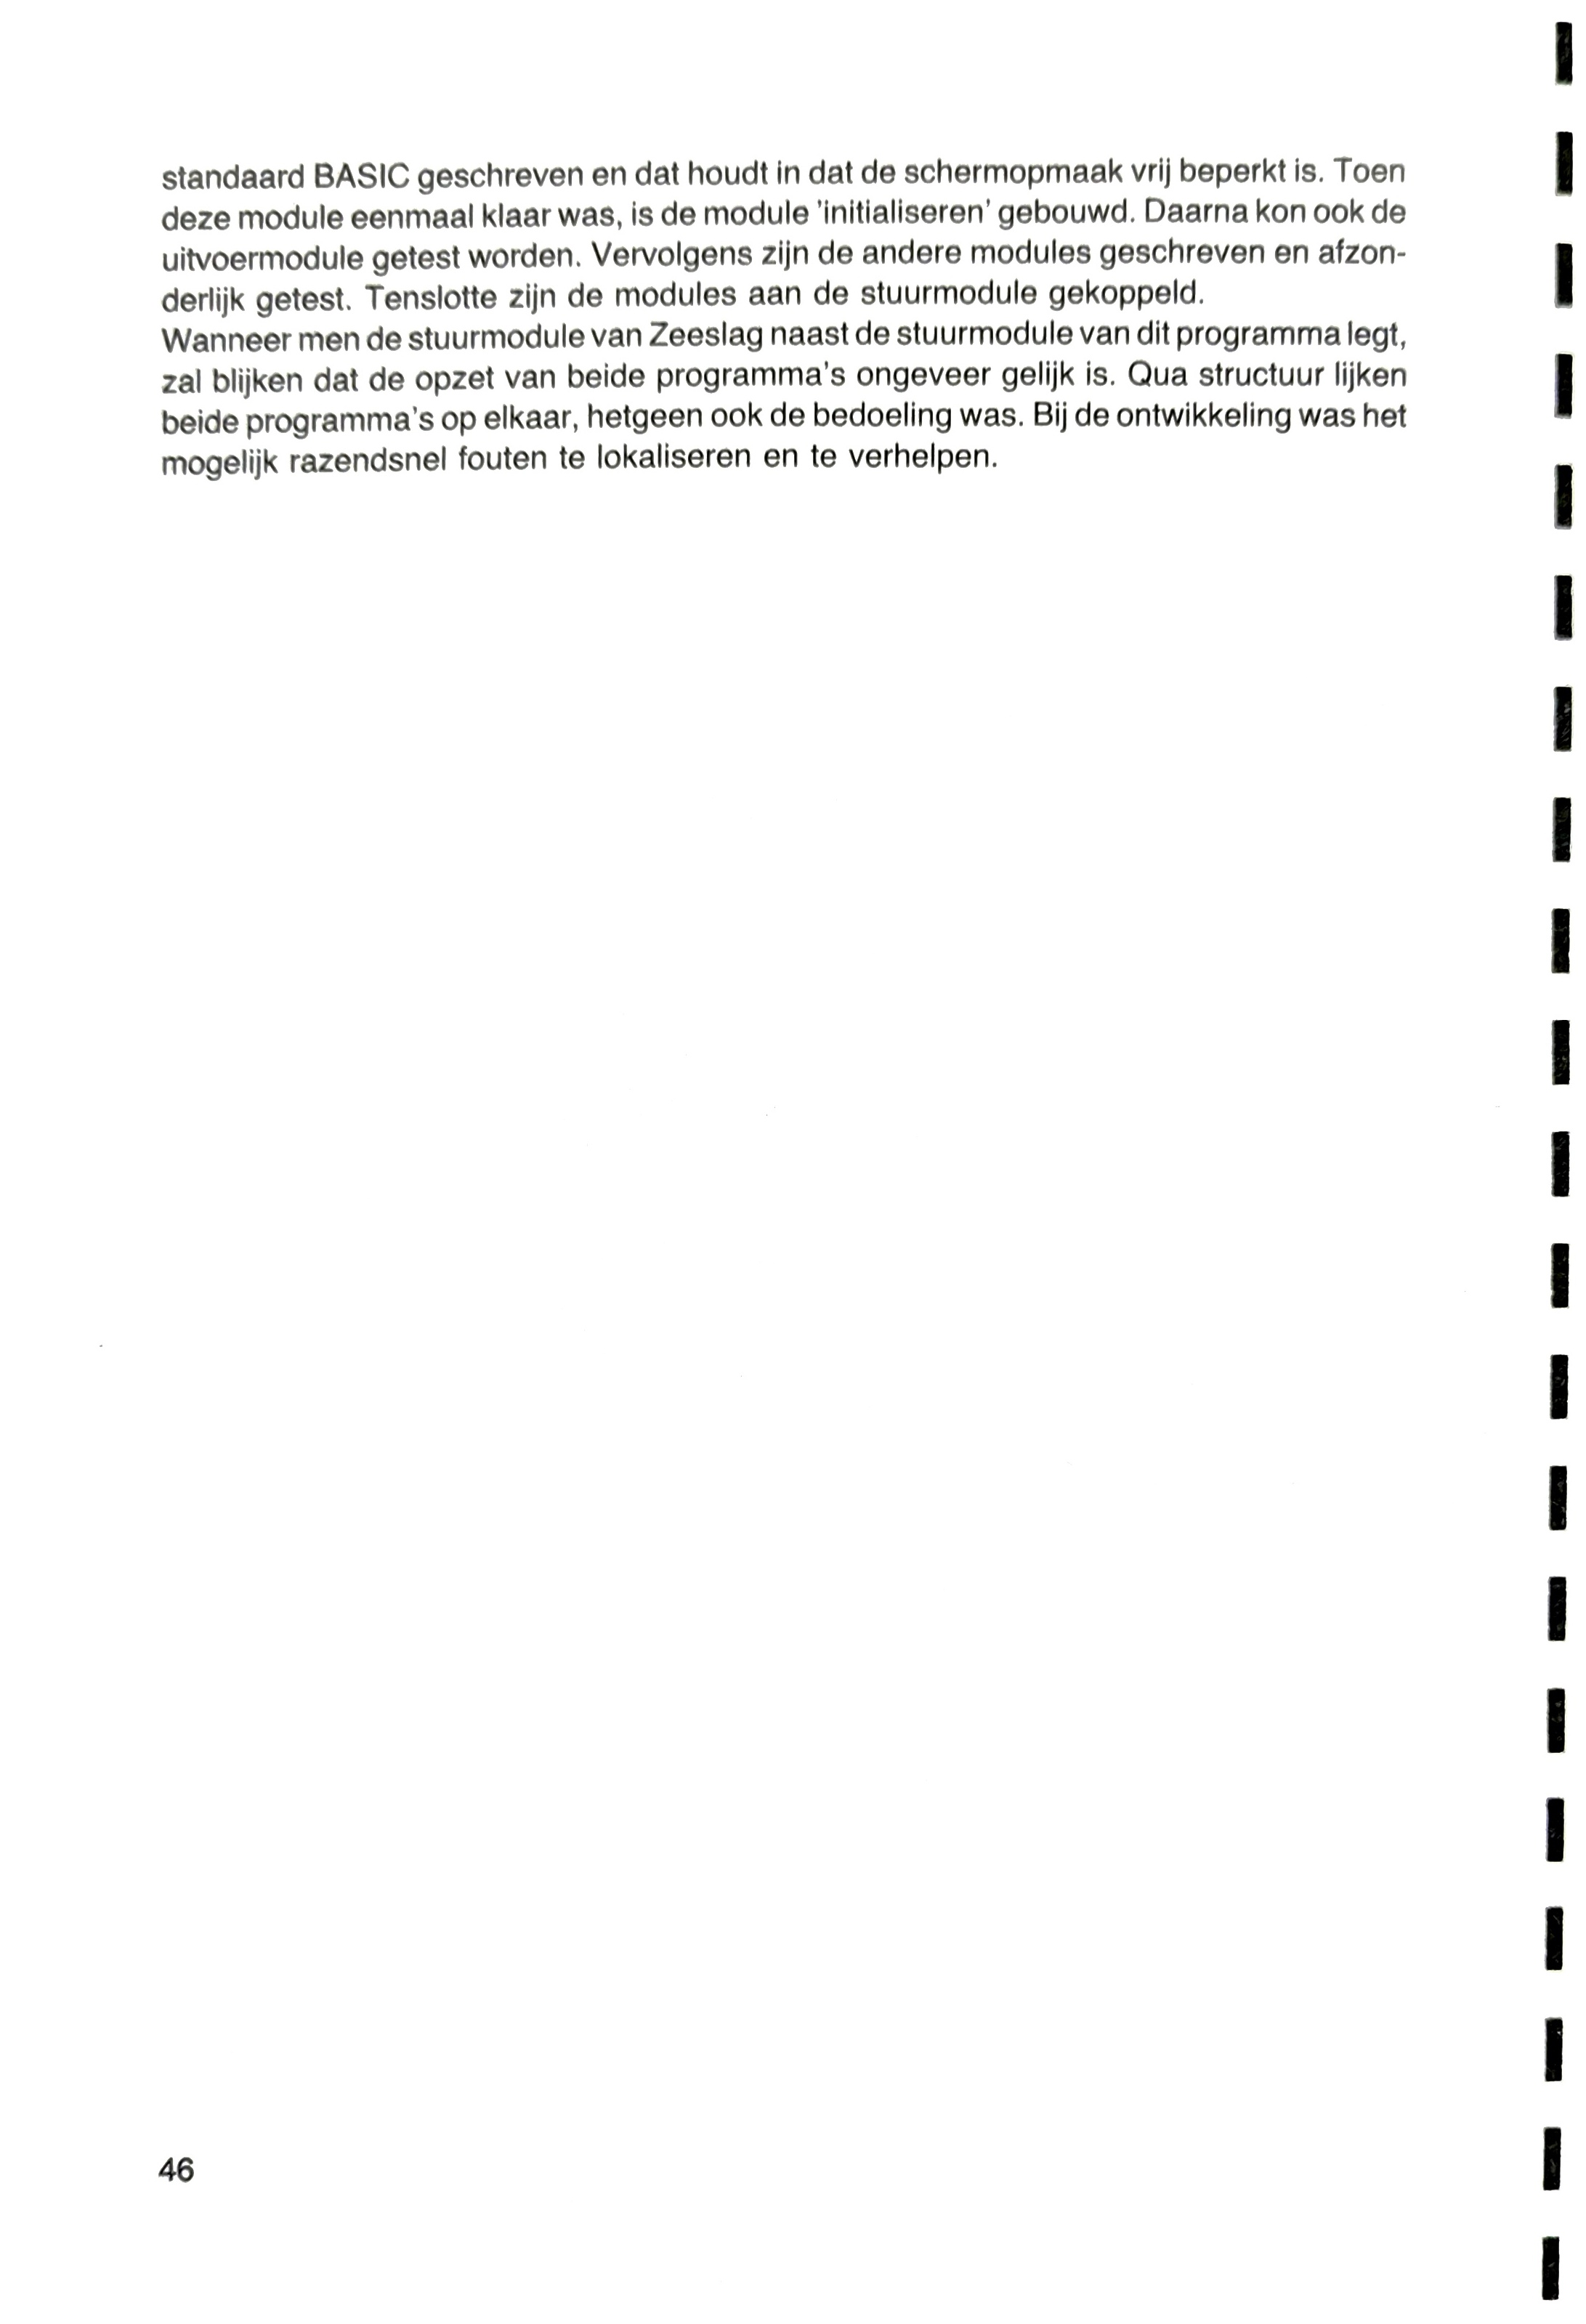 standaard BASIC geschreven en dat houdt in dat de schermopmaak vrij beperkt is. Toen
deze module eenmaal klaar was, is de module 'initialiseren' gebouwd. Daarna kon ook de
uitvoermodule getest worden. Vervolgens zijn de andere modules geschreven en afzon-
derlijk getest. Tenslotte zijn de modules aan de stuurmodule gekoppeld.
Wanneer men de stuurmodule van Zeeslag naast de stuurmodule van dit programma legt,
zal blijken dat de opzet van beide programma's ongeveer gelijk is. Qua structuur lijken
beide programma's op elkaar, hetgeen ook de bedoeling was. Bij de ontwikkeling was het
mogelijk razendsnel fouten te lokaliseren en te verhelpen.
46